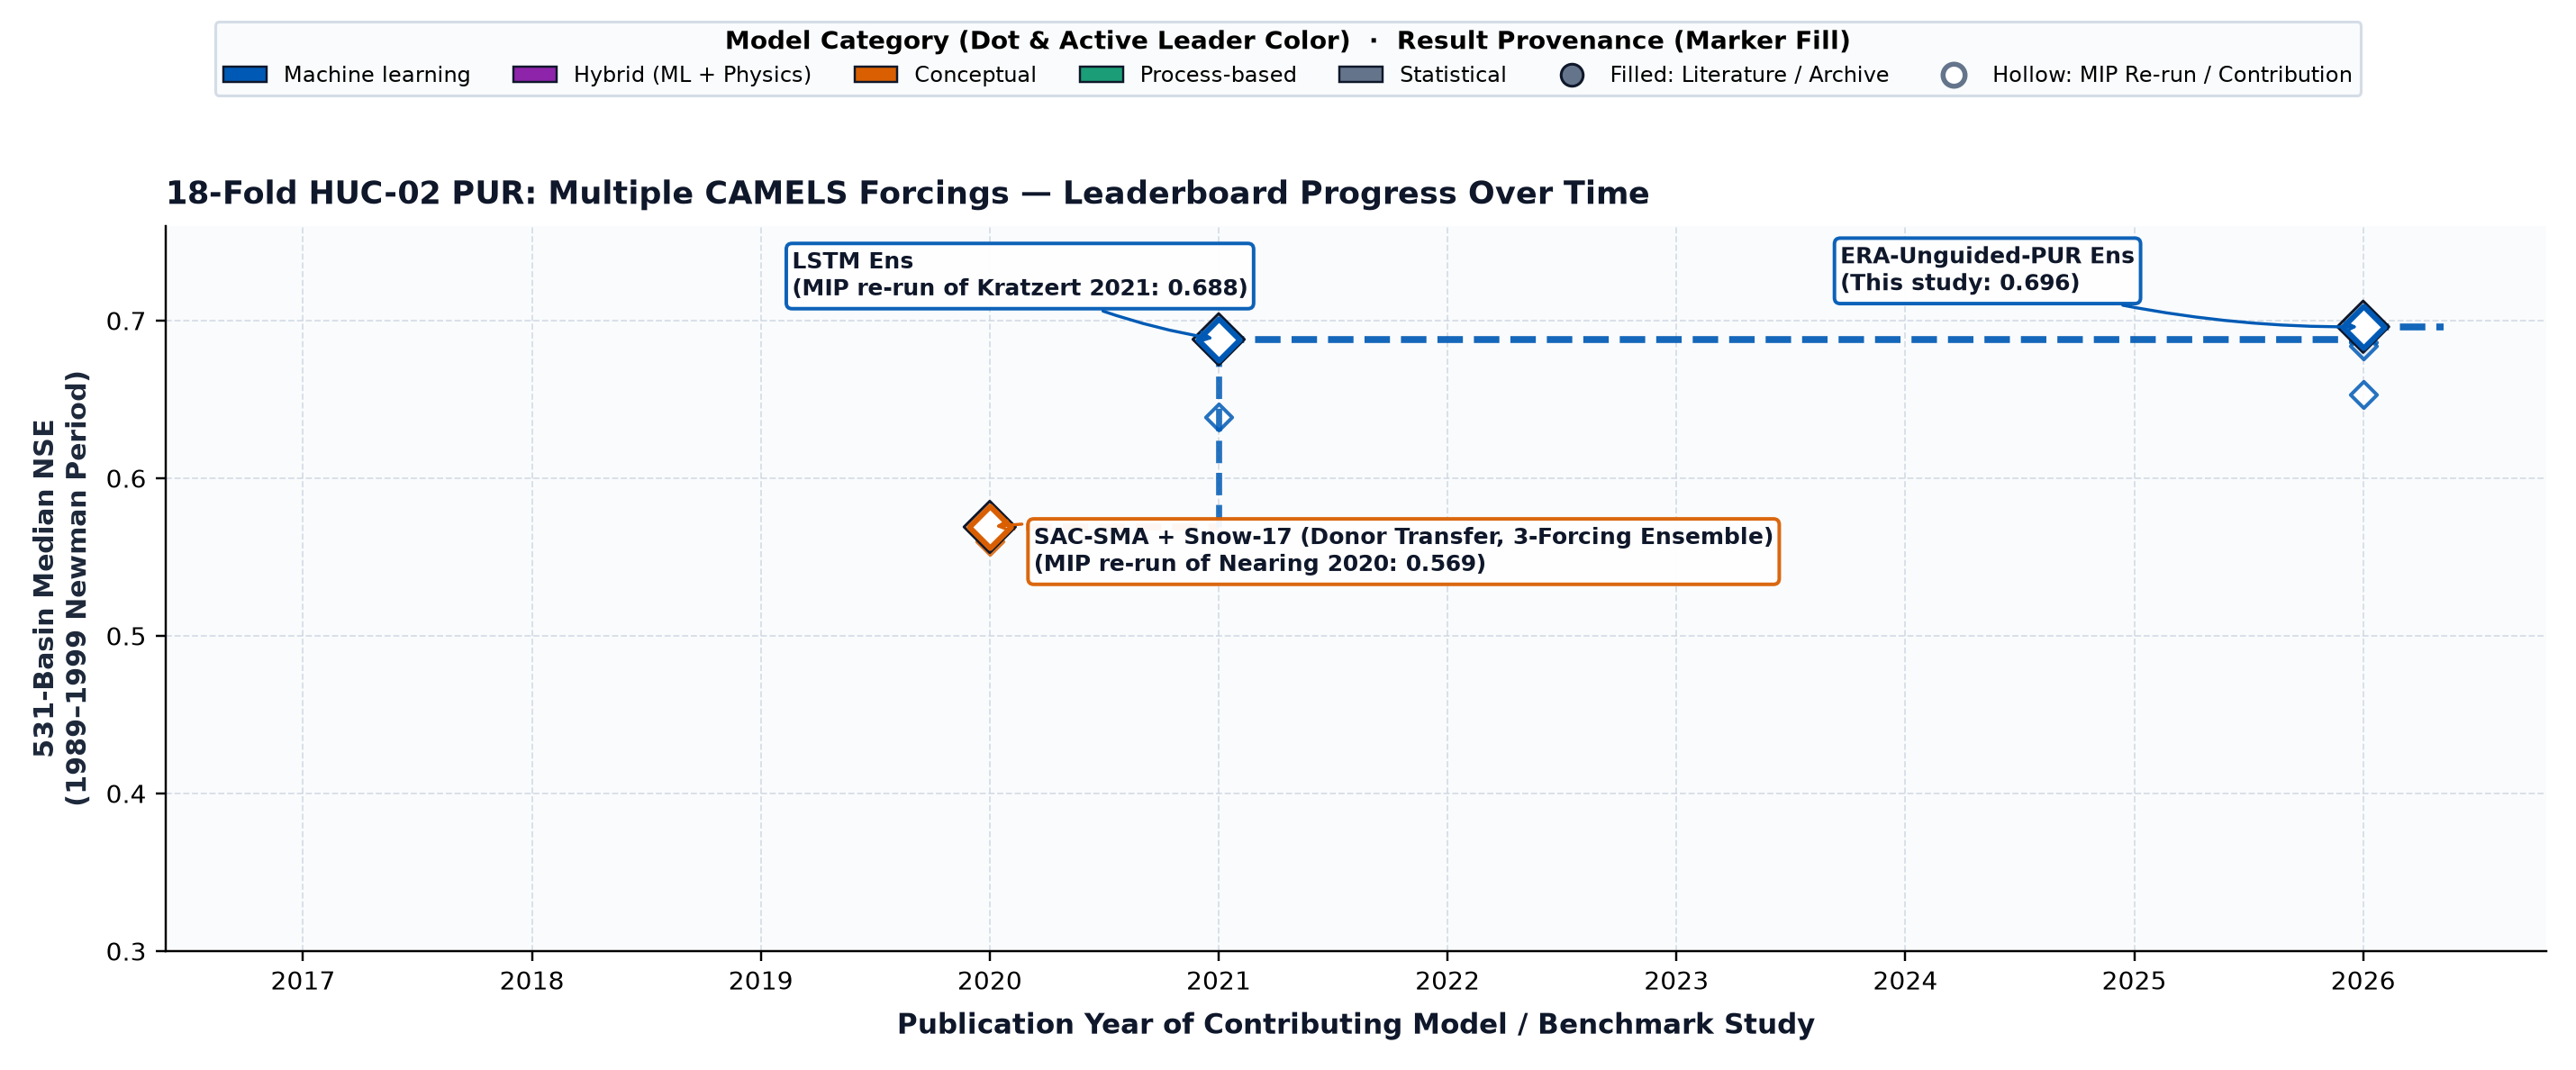 Model Category (Dot & Active Leader Color)  ·  Result Provenance (Marker Fill)
Machine learning
Hybrid (ML + Physics)
Conceptual
Process-based
Statistical
Filled: Literature / Archive
Hollow: MIP Re-run / Contribution
18-Fold HUC-02 PUR: Multiple CAMELS Forcings — Leaderboard Progress Over Time
LSTM Ens
(MIP re-run of Kratzert 2021: 0.688)
ERA-Unguided-PUR Ens
(This study: 0.696)
SAC-SMA + Snow-17 (Donor Transfer, 3-Forcing Ensemble)
(MIP re-run of Nearing 2020: 0.569)
531-Basin Median NSE
(1989–1999 Newman Period)
0.7
0.6
0.5
0.4
0.3
2017
2018
2019
2020
2021
2022
2023
2024
2025
2026
Publication Year of Contributing Model / Benchmark Study